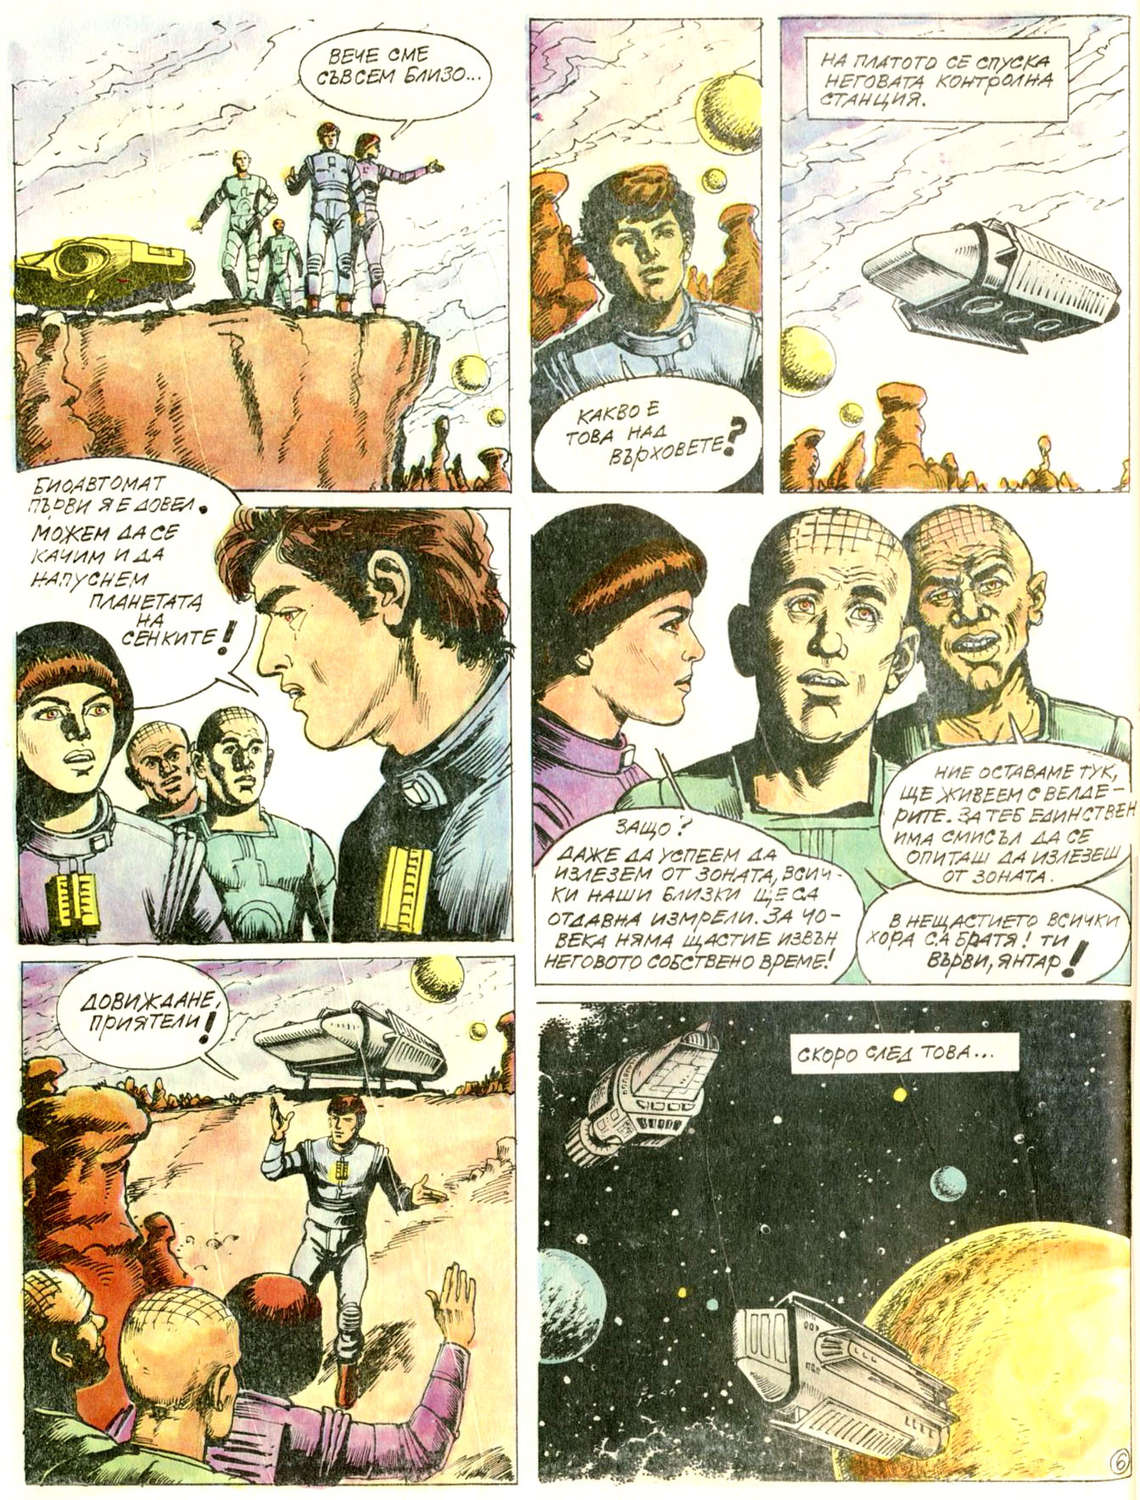 ВЕЧЕ СМЕ
СЪВСЕМ БЛИЗО...
КАКВО Е
ТОВА НАД
ВЪРХОВЕТЕ?
НА ПЛАТОТО СЕ СПУСКА
НЕГОВАТА КОНТРОЛНА
СТАНЦИЯ.
БИОАВТОМАТ
ПЪРВИ Я Е ДОВЕЛ.
МОЖЕМ ДА СЕ
КАЧИМ И ДА
НАПУСНЕМ
ПЛАНЕТАТА
НА
СЕНКИТЕ!
ЗАЩО?
ДАЖЕ ДА УСПЕЕМ ДА
ИЗЛЕЗЕМ ОТ ЗОНАТА, ВСИЧ-
КИ НАШИ БЛИЗКИ ЩЕ СА
ОТДАВНА ИЗМРЕЛИ. ЗА ЧО-
ВЕКА НЯМА ЩАСТИЕ ИЗВЪН
НЕГОВОТО СОБСТВЕНО ВРЕМЕ!
НИЕ ОСТАВАМЕ ТУК,
ЩЕ ЖИВЕЕМ С ВЕЛДЕ-
РИТЕ. ЗА ТЕБ ЕДИНСТВЕН
ИМА СМИСЪЛ ДА СЕ
ОПИТАШ ДА ИЗЛЕЗЕШ
ОТ ЗОНАТА.
В НЕЩАСТИЕТО ВСИЧКИ
ХОРА СА БРАТЯ! ТИ
ВЪРВИ, ЯНТАР!
ДОВИЖДАНЕ,
ПРИЯТЕЛИ!
СКОРО СЛЕД ТОВА...
6